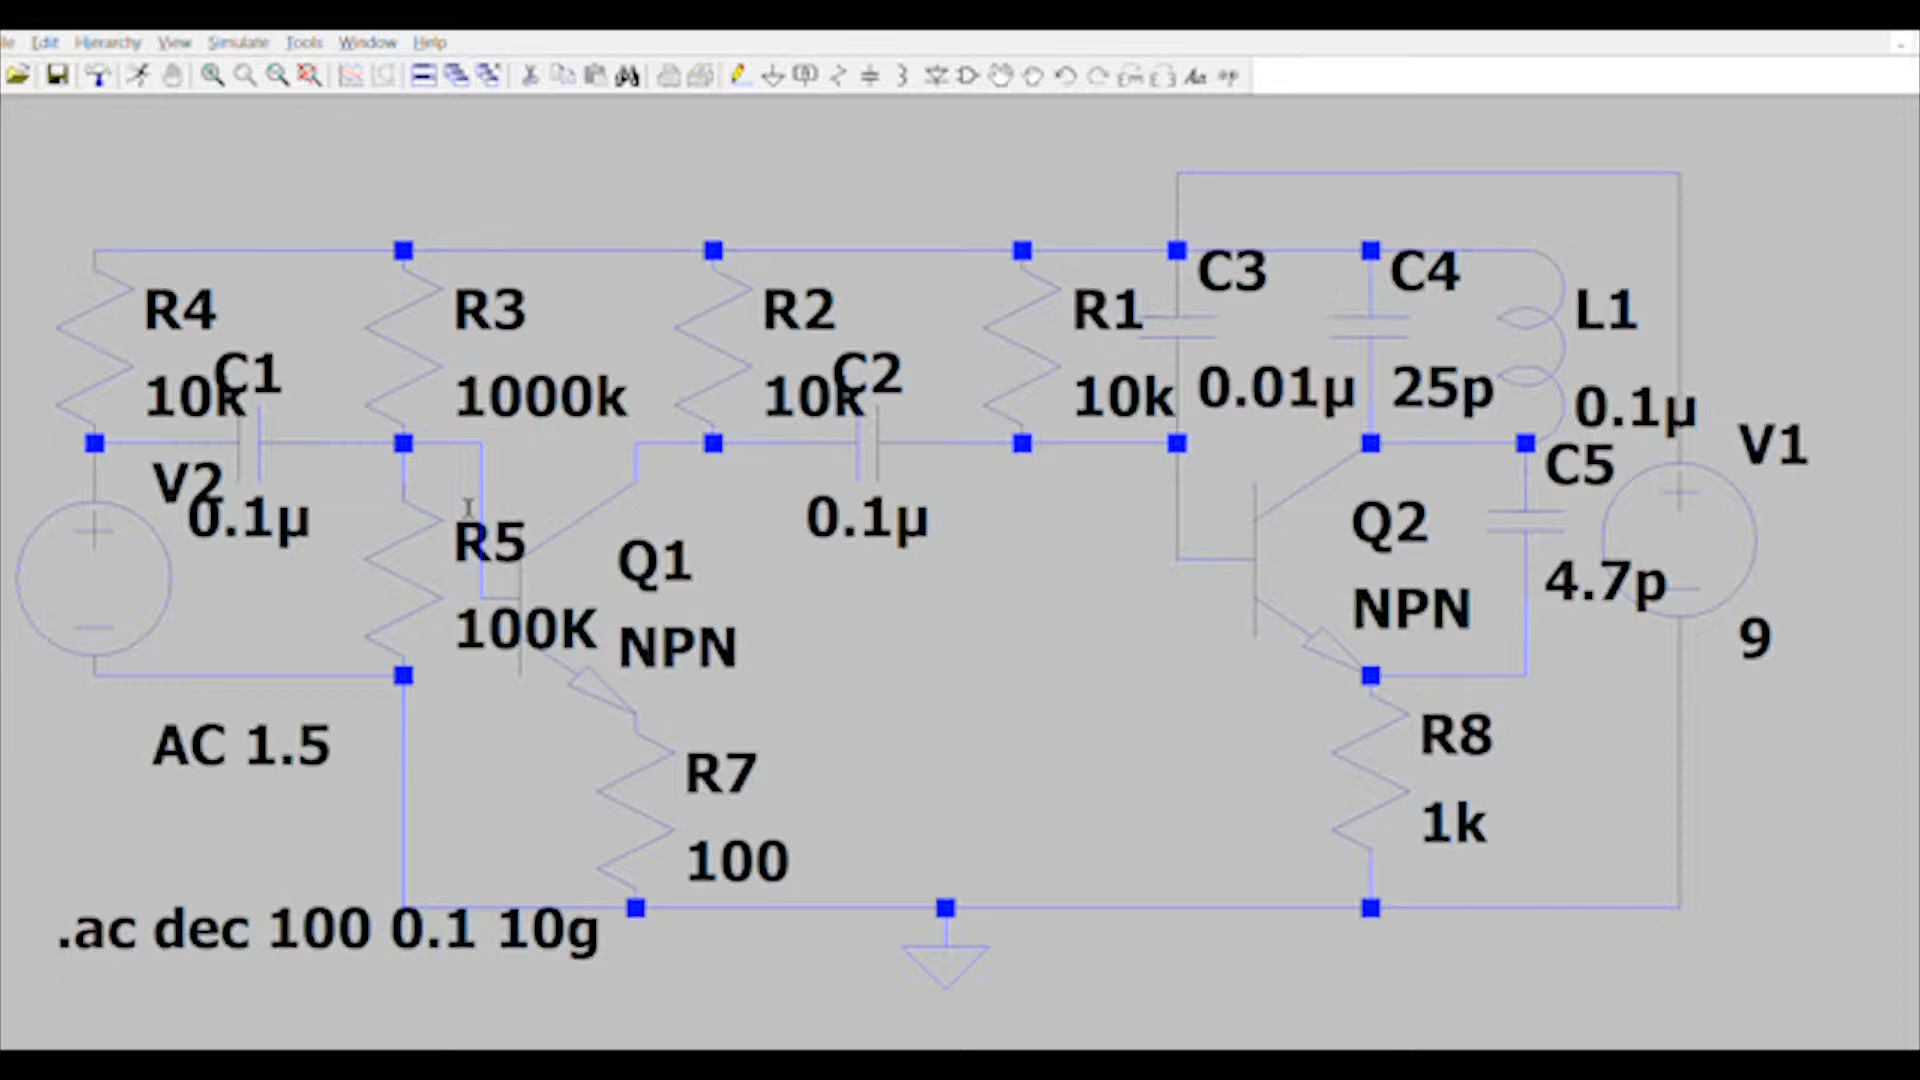 Edit Hierarchy View Simulate Tools Window Help
C3
C4
R4
R3
R2
R1
L1
C1
C2
10k
1000k
10k
10k
0.01µ
25p
0.1µ
V1
V2
C5
0.1µ
0.1µ
R5
Q1
Q2
4.7p
100K
NPN
NPN
9
AC 1.5
R7
R8
100
1k
.ac dec 100 0.1 10g